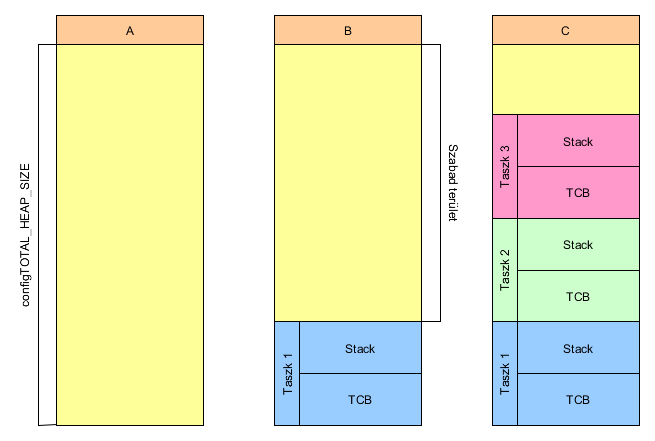 A
B
C
configTOTAL_HEAP_SIZE
Szabad terület
Taszk 1
Stack
TCB
Taszk 3
Stack
TCB
Taszk 2
Stack
TCB
Taszk 1
Stack
TCB